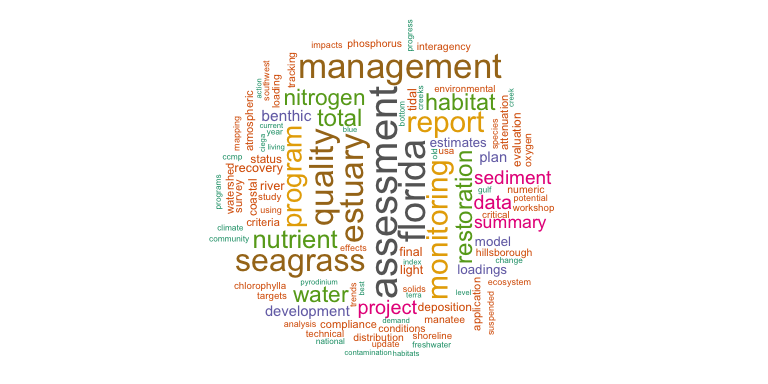 progress
impacts
phosphorus
interagency
management
tracking
southwest
action
loading
environmental
nitrogen
total
tidal
creeks
bottom
habitat
creek
atmospheric
benthic
blue
report
species
attenuation
evaluation
oxygen
mapping
current
year
ciega
living
program
quality
estuary
assessment
florida
estimates
old
usa
plan
monitoring
restoration
ccmp
status
recovery
watershed
survey
programs
coastal
river
study
using
criteria
sediment
gulf
numeric
data
potential
workshop
critical
summary
climate
community
nutrient
effects
final
index
light
model
hillsborough
change
seagrass
loadings
ecosystem
chlorophylla
targets
pyrodinium
water
trends
best
solids
terra
level
development
project
deposition
application
suspended
manatee
demand
analysis
compliance
conditions
technical
national
distribution
update
shoreline
freshwater
contamination
habitats